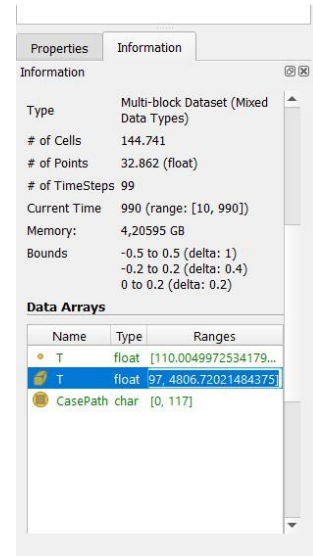 Properties Information
Information
Type Multi-block Dataset (Mixed
Data Types)
# of Cells 144.741
# of Points 32.862 (float)
# of TimeSteps 99
Current Time 990 (range: [10, 990])
Memory: 4,20595 GB
Bounds -0.5 to 0.5 (delta: 1)
-0.2 to 0.2 (delta: 0.4)
0 to 0.2 (delta: 0.2)
Data Arrays
Name Type Ranges
T float [110.0049972534179...
T float 97, 4806.72021484375]
CasePath char [0, 117]